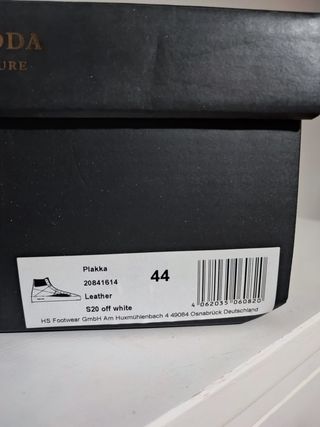 ODA
URE
Plakka
20841614
44
Leather
S20 off white
4 062035 060820
HS Footwear GmbH Am Huxmühlenbach 4 49084 Osnabrück Deutschland